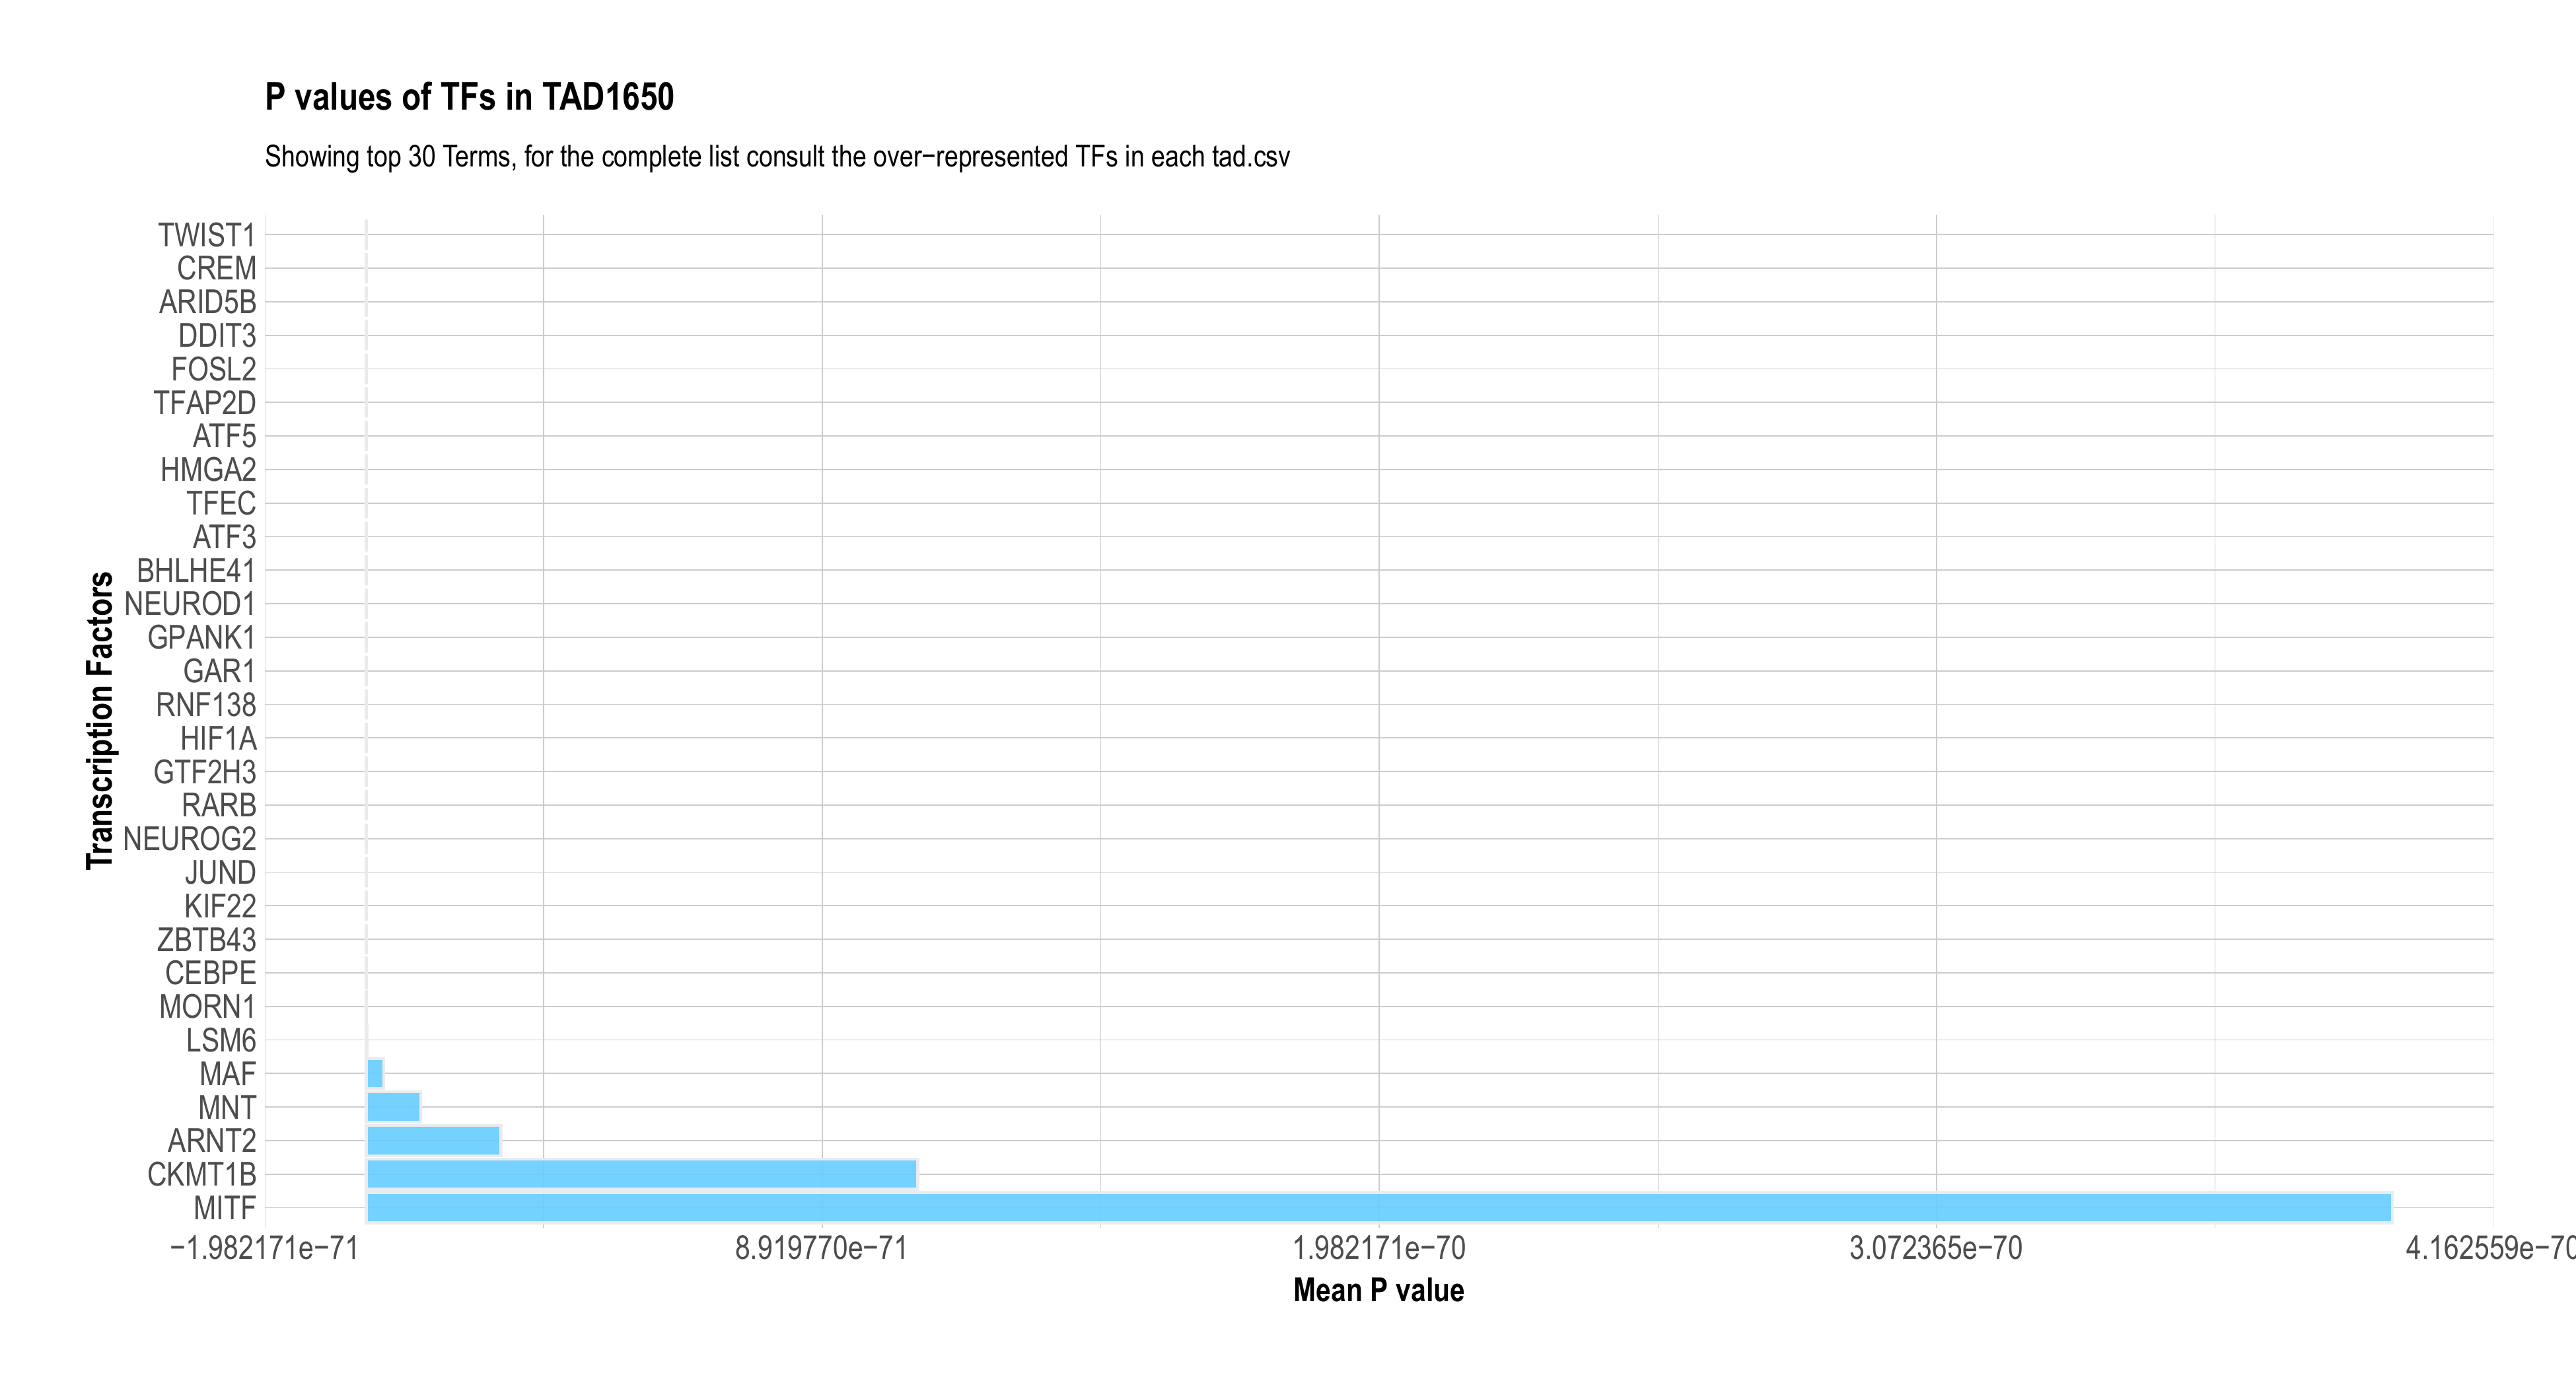 P values of TFs in TAD1650
Showing top 30 Terms, for the complete list consult the over−represented TFs in each tad.csv
Transcription Factors
TWIST1
CREM
ARID5B
DDIT3
FOSL2
TFAP2D
ATF5
HMGA2
TFEC
ATF3
BHLHE41
NEUROD1
GPANK1
GAR1
RNF138
HIF1A
GTF2H3
RARB
NEUROG2
JUND
KIF22
ZBTB43
CEBPE
MORN1
LSM6
MAF
MNT
ARNT2
CKMT1B
MITF
−1.982171e−71 8.919770e−71 1.982171e−70 3.072365e−70 4.162559e−70
Mean P value